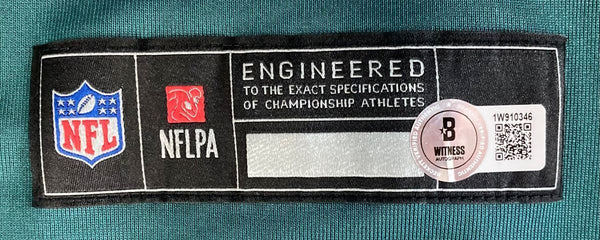 NFL
NFLPA
ENGINEERED
TO THE EXACT SPECIFICATIONS
OF CHAMPIONSHIP ATHLETES
B
WITNESS
AUTOGRAPH
1W910346